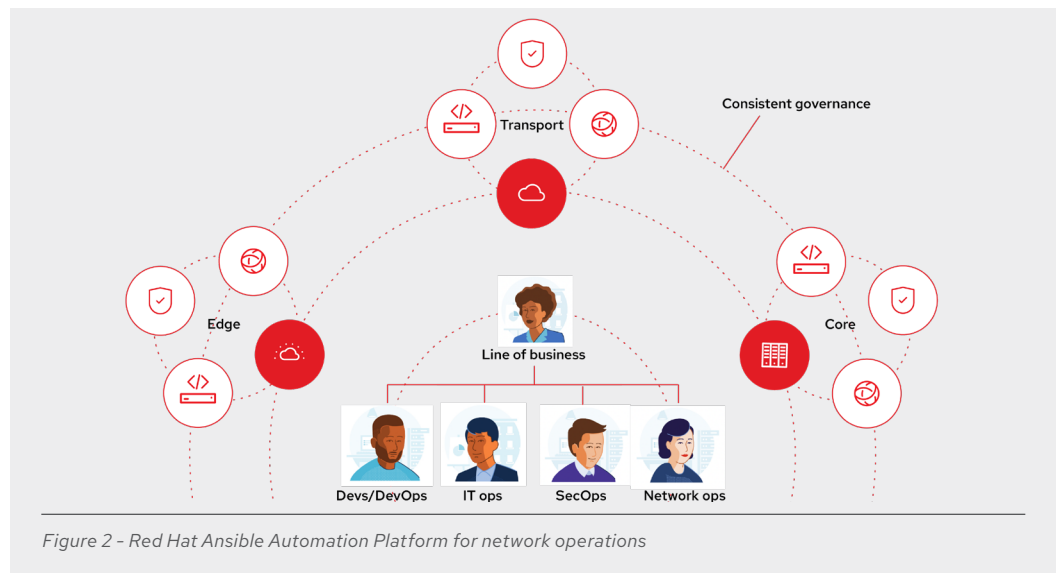 Consistent governance
Transport
Edge
Core
Line of business
Devs/DevOps
IT ops
SecOps
Network ops
Figure 2 - Red Hat Ansible Automation Platform for network operations